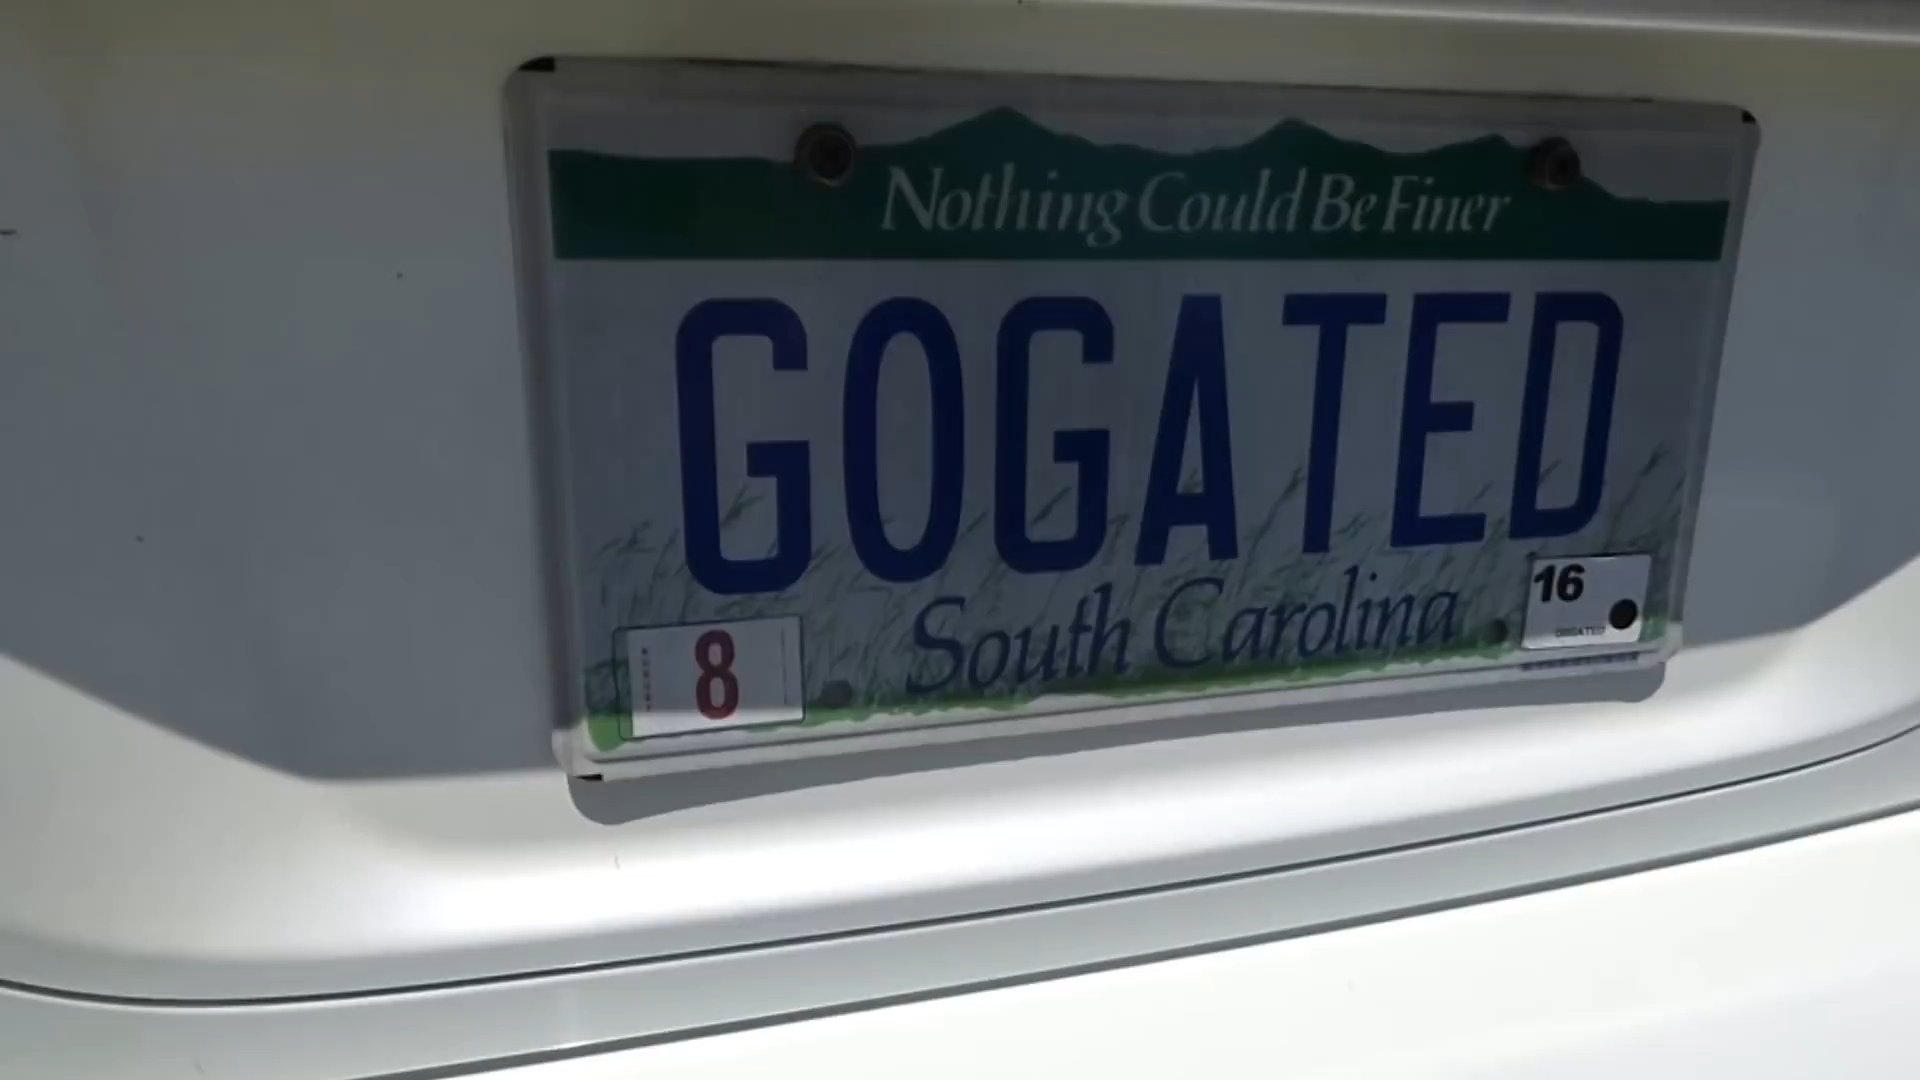 Nothing Could Be Finer
GOGATED
South Carolina
8
16